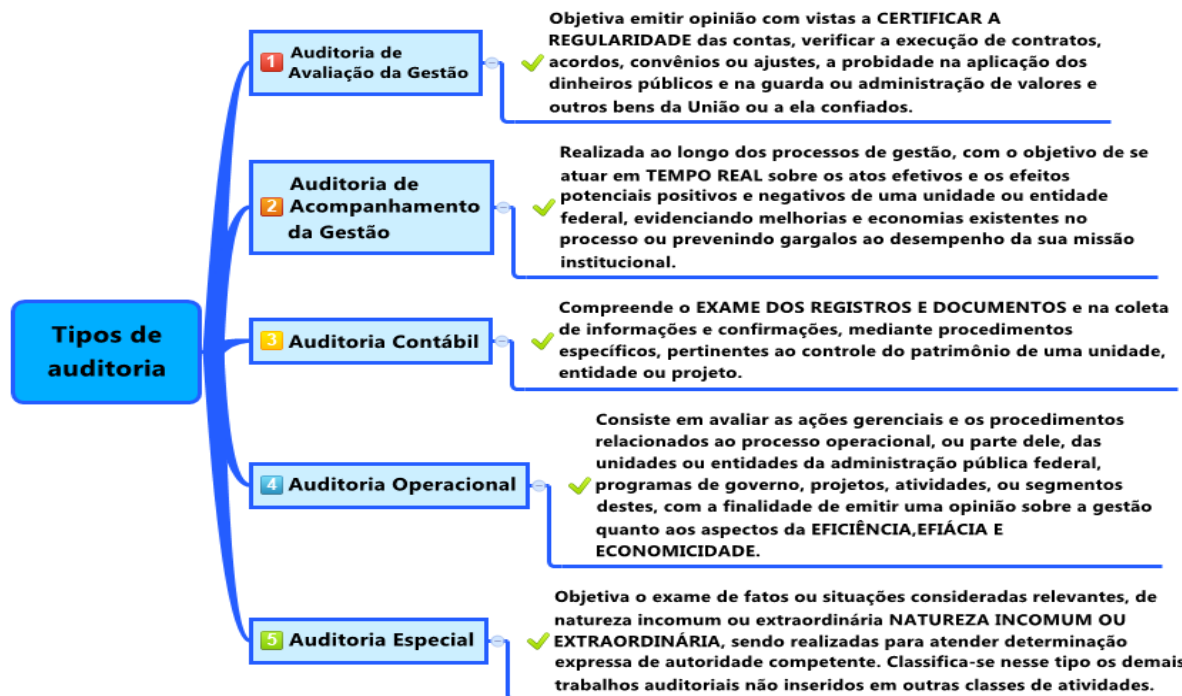 Tipos de
auditoria
1 Auditoria de
Avaliação da Gestão
Objetiva emitir opinião com vistas a CERTIFICAR A
REGULARIDADE das contas, verificar a execução de contratos,
acordos, convênios ou ajustes, a probidade na aplicação dos
dinheiros públicos e na guarda ou administração de valores e
outros bens da União ou a ela confiados.
2 Auditoria de
Acompanhamento
da Gestão
Realizada ao longo dos processos de gestão, com o objetivo de se
atuar em TEMPO REAL sobre os atos efetivos e os efeitos
potenciais positivos e negativos de uma unidade ou entidade
federal, evidenciando melhorias e economias existentes no
processo ou prevenindo gargalos ao desempenho da sua missão
institucional.
3 Auditoria Contábil
Compreende o EXAME DOS REGISTROS E DOCUMENTOS e na coleta
de informações e confirmações, mediante procedimentos
específicos, pertinentes ao controle do patrimônio de uma unidade,
entidade ou projeto.
4 Auditoria Operacional
Consiste em avaliar as ações gerenciais e os procedimentos
relacionados ao processo operacional, ou parte dele, das
unidades ou entidades da administração pública federal,
programas de governo, projetos, atividades, ou segmentos
destes, com a finalidade de emitir uma opinião sobre a gestão
quanto aos aspectos da EFICIÊNCIA,EFIÁCIA E
ECONOMICIDADE.
5 Auditoria Especial
Objetiva o exame de fatos ou situações consideradas relevantes, de
natureza incomum ou extraordinária NATUREZA INCOMUM OU
EXTRAORDINÁRIA, sendo realizadas para atender determinação
expressa de autoridade competente. Classifica-se nesse tipo os demais
trabalhos auditoriais não inseridos em outras classes de atividades.